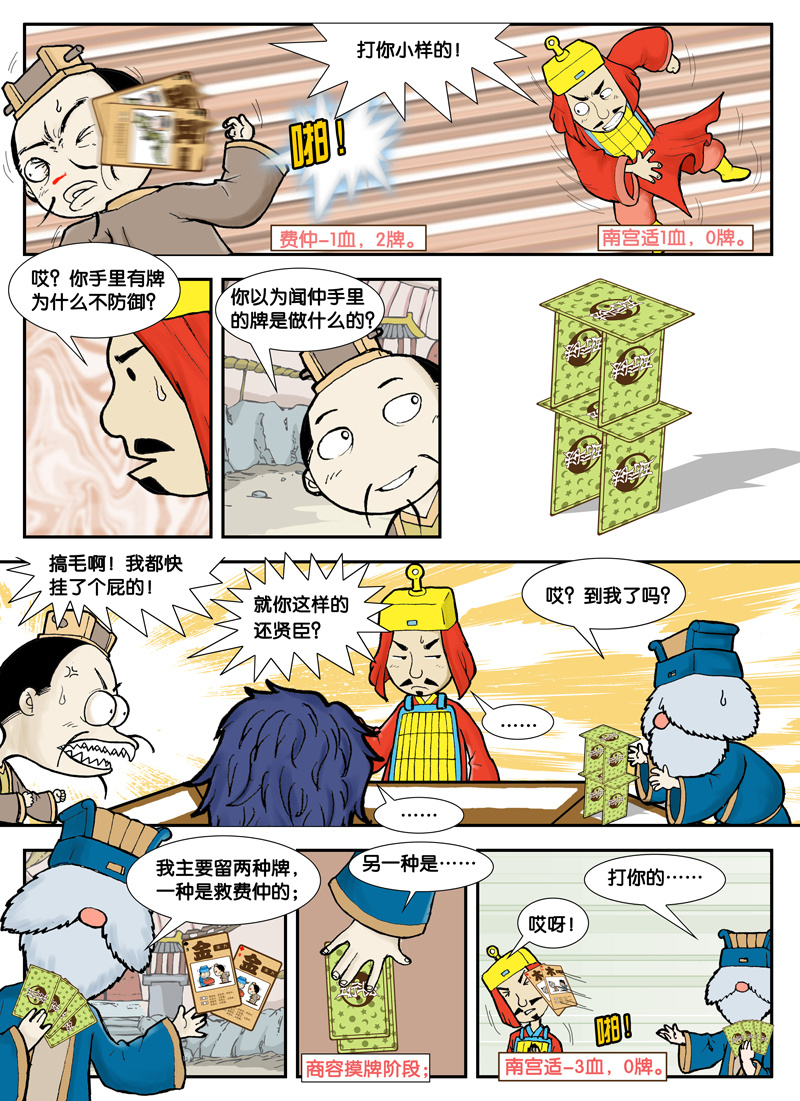 打你小样的！
啪！
费仲-1血，2牌。
南宫适1血，0牌。
哎？你手里有牌
为什么不防御？
你以为闻仲手里
的牌是做什么的？
搞毛啊！我都快
挂了个屁的！
就你这样的
还贤臣？
哎？到我了吗？
……
……
我主要留两种牌，
一种是救费仲的；
金
金
另一种是……
商容摸牌阶段；
打你的……
哎呀！
啪！
南宫适-3血，0牌。